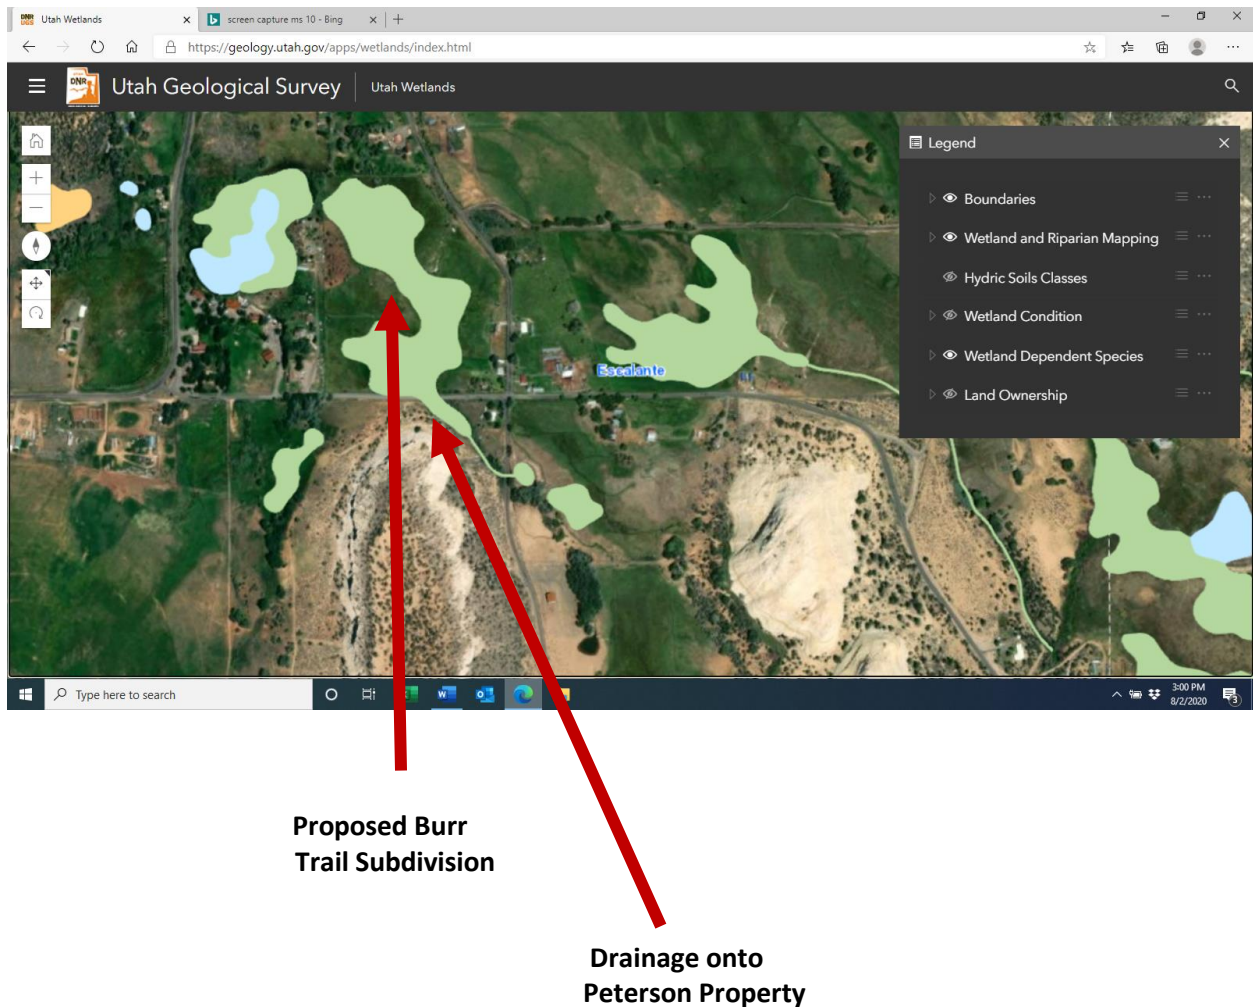 Utah Wetlands
screen capture ms 10 - Bing
https://geology.utah.gov/apps/wetlands/index.html
Utah Geological Survey
Utah Wetlands
Legend
Boundaries
Wetland and Riparian Mapping
Hydric Soils Classes
Wetland Condition
Wetland Dependent Species
Land Ownership
Escalante
Type here to search
3:00 PM
8/2/2020
3
Proposed Burr
Trail Subdivision
Drainage onto
Peterson Property